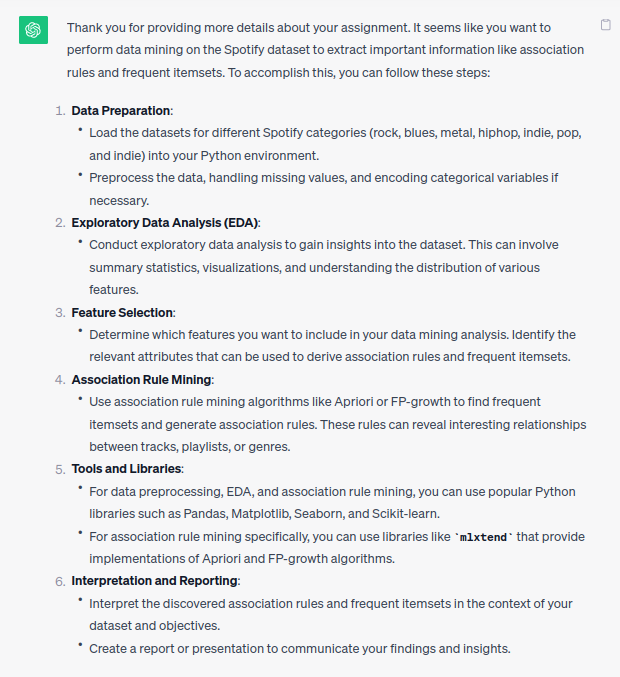 Thank you for providing more details about your assignment. It seems like you want to
perform data mining on the Spotify dataset to extract important information like association
rules and frequent itemsets. To accomplish this, you can follow these steps:
1. Data Preparation:
• Load the datasets for different Spotify categories (rock, blues, metal, hiphop, indie, pop,
and indie) into your Python environment.
• Preprocess the data, handling missing values, and encoding categorical variables if
necessary.
2. Exploratory Data Analysis (EDA):
• Conduct exploratory data analysis to gain insights into the dataset. This can involve
summary statistics, visualizations, and understanding the distribution of various
features.
3. Feature Selection:
• Determine which features you want to include in your data mining analysis. Identify the
relevant attributes that can be used to derive association rules and frequent itemsets.
4. Association Rule Mining:
• Use association rule mining algorithms like Apriori or FP-growth to find frequent
itemsets and generate association rules. These rules can reveal interesting relationships
between tracks, playlists, or genres.
5. Tools and Libraries:
• For data preprocessing, EDA, and association rule mining, you can use popular Python
libraries such as Pandas, Matplotlib, Seaborn, and Scikit-learn.
• For association rule mining specifically, you can use libraries like `mlxtend` that provide
implementations of Apriori and FP-growth algorithms.
6. Interpretation and Reporting:
• Interpret the discovered association rules and frequent itemsets in the context of your
dataset and objectives.
• Create a report or presentation to communicate your findings and insights.